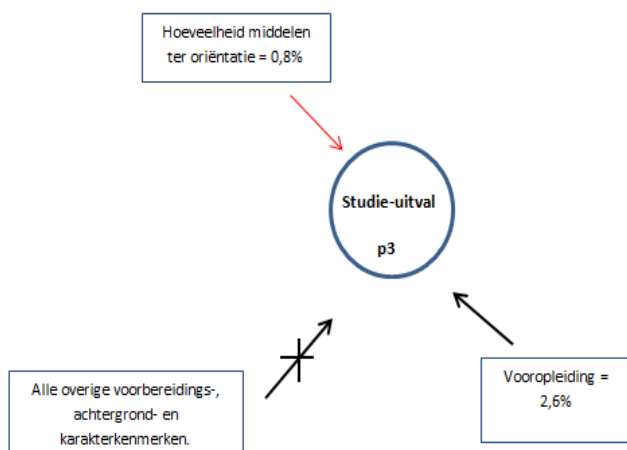 Hoeveelheid middelen
ter oriëntatie = 0,8%
Studie-uitval
p3
Alle overige voorbereidings-,
achtergrond- en
karakterkenmerken.
Vooropleiding =
2,6%